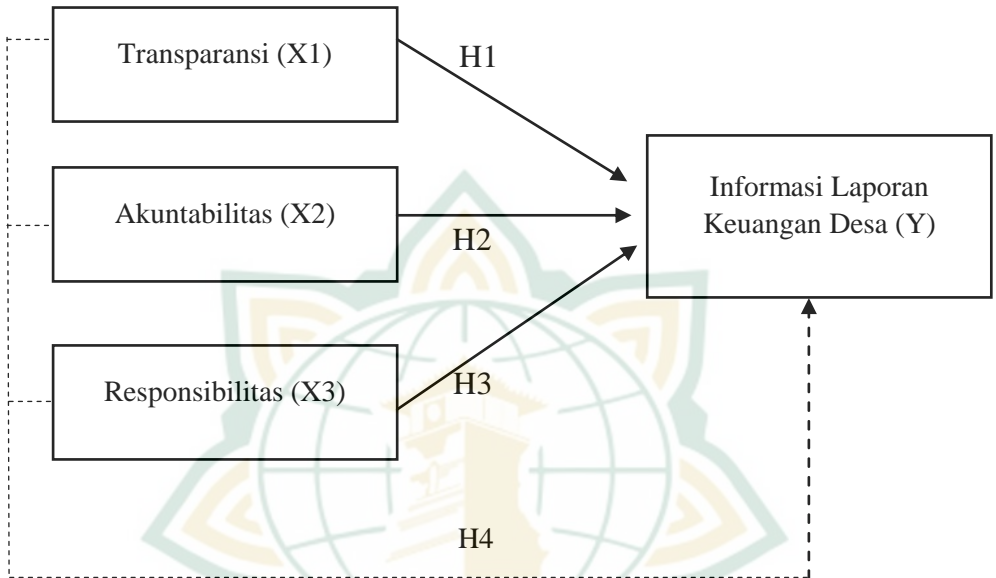 Transparansi (X1)
H1
Informasi Laporan
Keuangan Desa (Y)
Akuntabilitas (X2)
H2
Responsibilitas (X3)
H3
H4